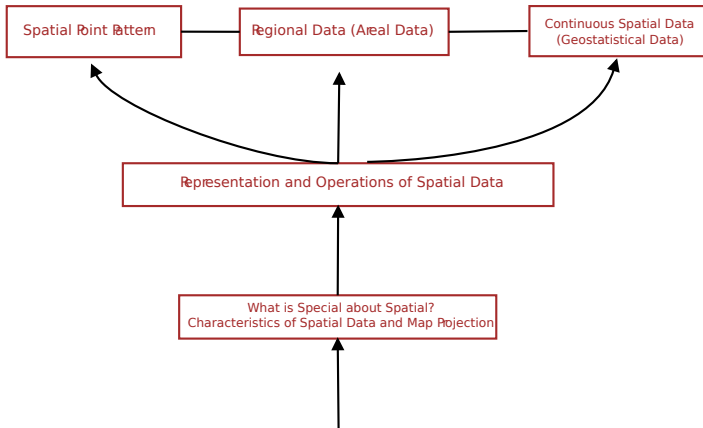 Spatial Point Pattern
Regional Data (Areal Data)
Continuous Spatial Data
(Geostatistical Data)
Representation and Operations of Spatial Data
What is Special about Spatial?
Characteristics of Spatial Data and Map Projection